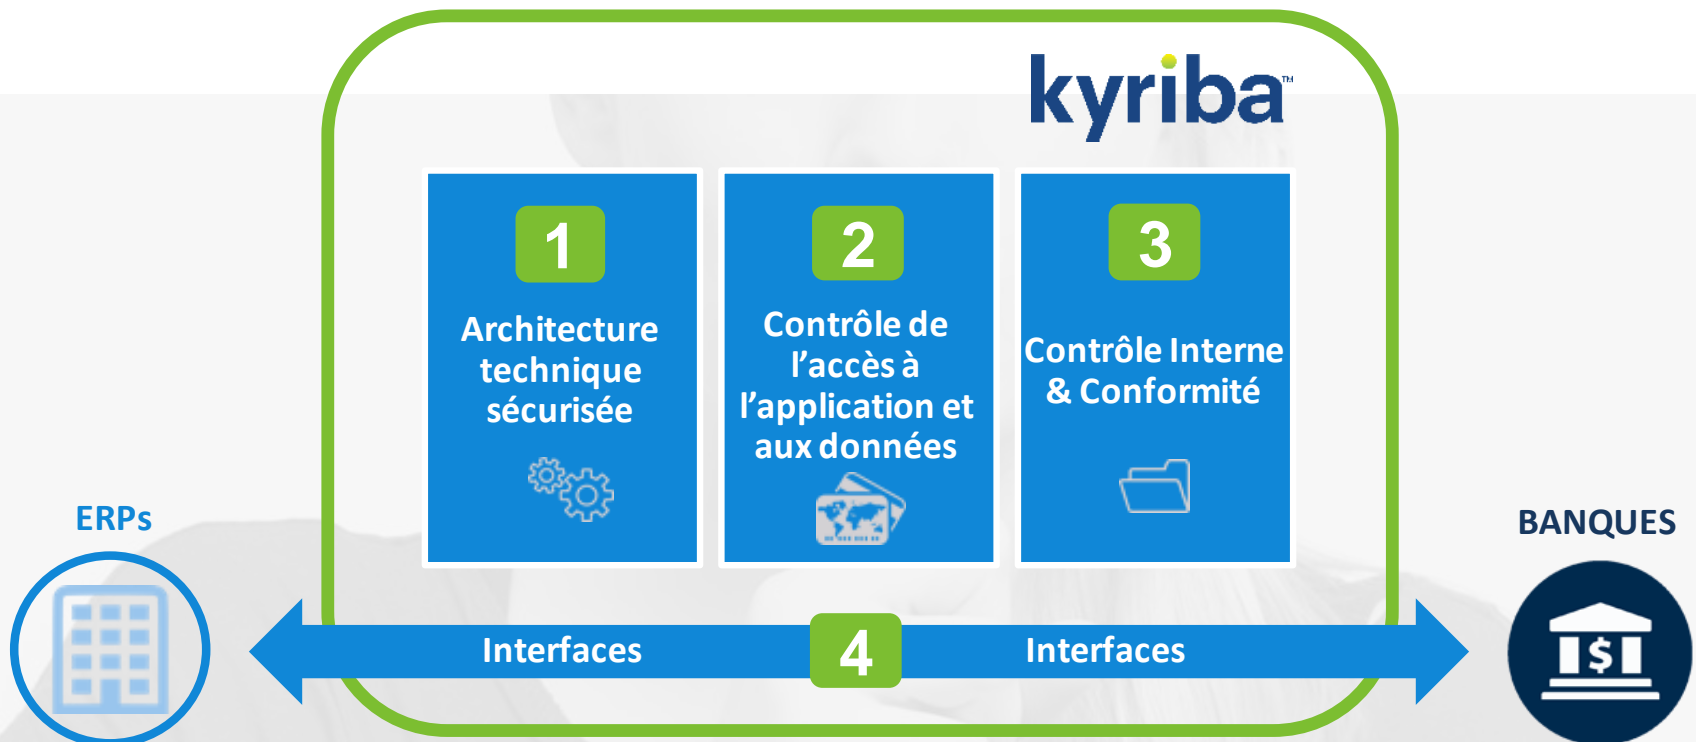 kyriba™
1
Architecture
technique
sécurisée
2
Contrôle de
l’accès à
l’application et
aux données
3
Contrôle Interne
& Conformité
ERPs
BANQUES
$
Interfaces
4
Interfaces